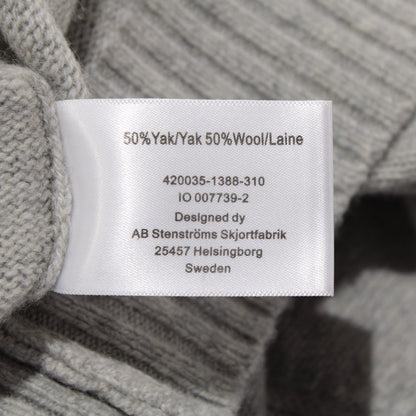 50%Yak/Yak 50%Wool/Laine
420035-1388-310
IO 007739-2
Designed dy
AB Stenströms Skjortfabrik
25457 Helsingborg
Sweden